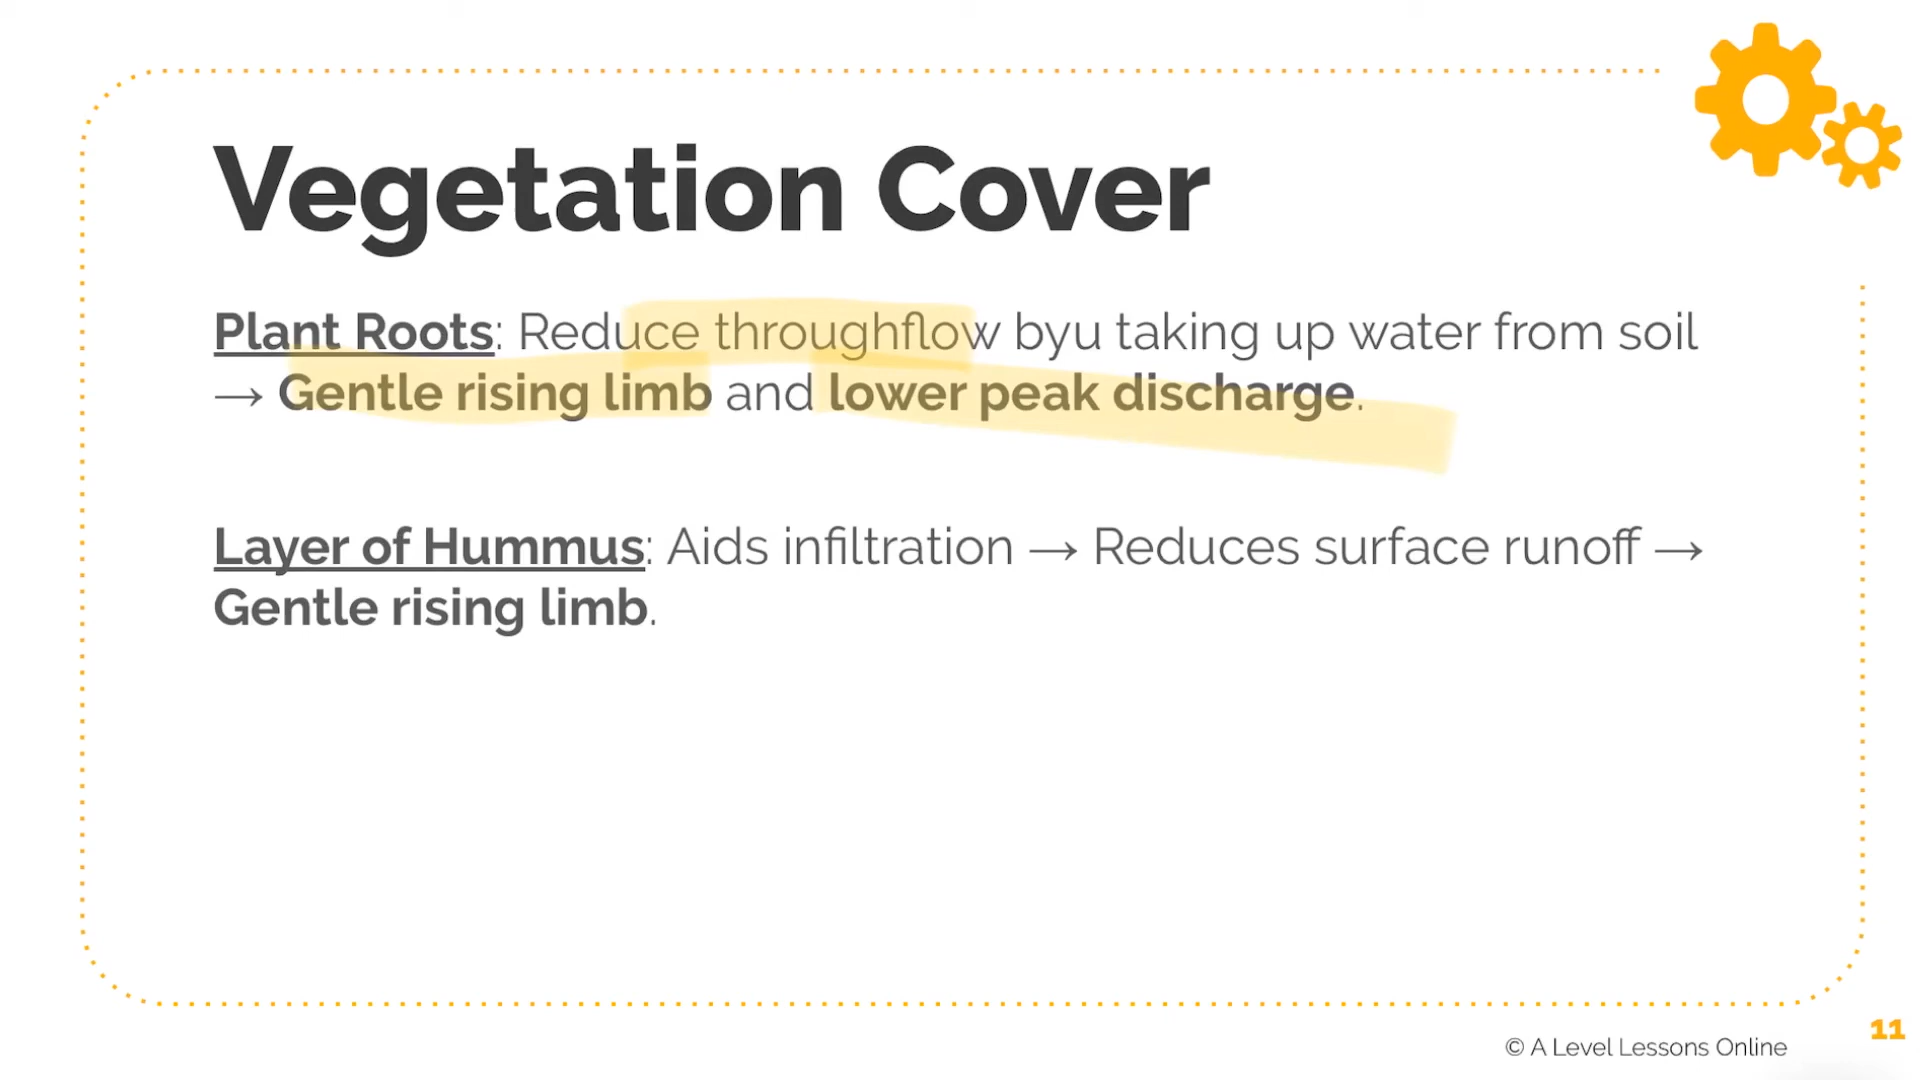 Vegetation Cover
Plant Roots: Reduce throughflow byu taking up water from soil
→ Gentle rising limb and lower peak discharge.
Layer of Hummus: Aids infiltration → Reduces surface runoff →
Gentle rising limb.
11
© A Level Lessons Online